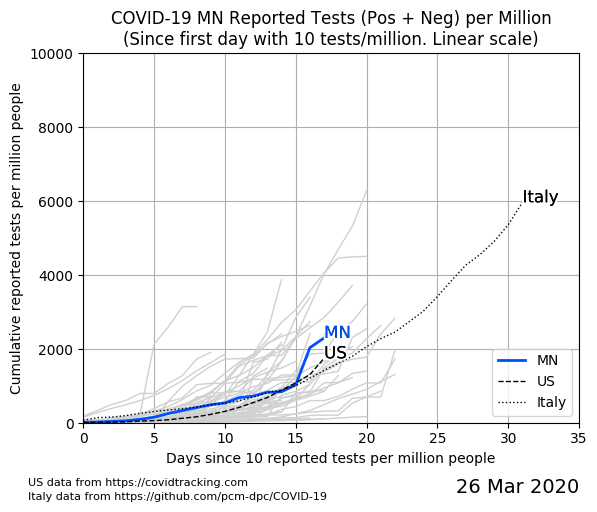 COVID-19 MN Reported Tests (Pos + Neg) per Million
(Since first day with 10 tests/million. Linear scale)
Cumulative reported tests per million people
10000
8000
6000
4000
2000
0
Italy
MN
US
MN
US
Italy
0 5 10 15 20 25 30 35
Days since 10 reported tests per million people
US data from https://covidtracking.com
Italy data from https://github.com/pcm-dpc/COVID-19
26 Mar 2020